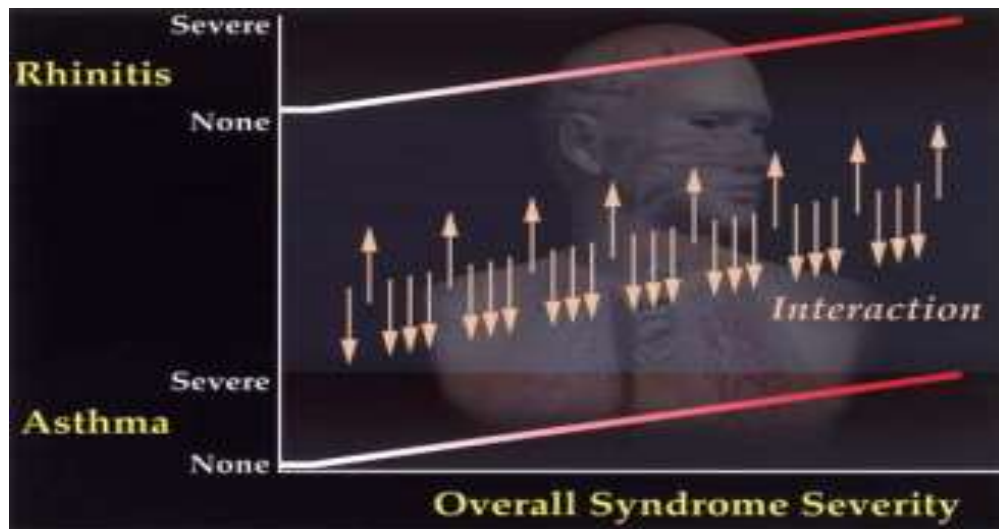 Severe
Rhinitis
None
Interaction
Severe
Asthma
None
Overall Syndrome Severity